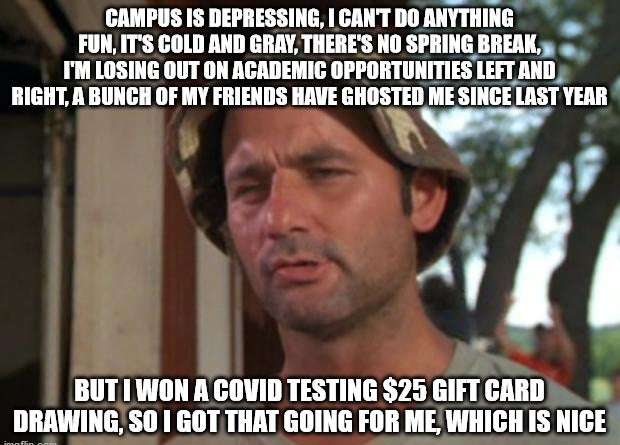 CAMPUS IS DEPRESSING, I CAN'T DO ANYTHING
FUN, IT'S COLD AND GRAY, THERE'S NO SPRING BREAK,
I'M LOSING OUT ON ACADEMIC OPPORTUNITIES LEFT AND
RIGHT, A BUNCH OF MY FRIENDS HAVE GHOSTED ME SINCE LAST YEAR
BUT I WON A COVID TESTING $25 GIFT CARD
DRAWING, SO I GOT THAT GOING FOR ME, WHICH IS NICE
imgflip.com